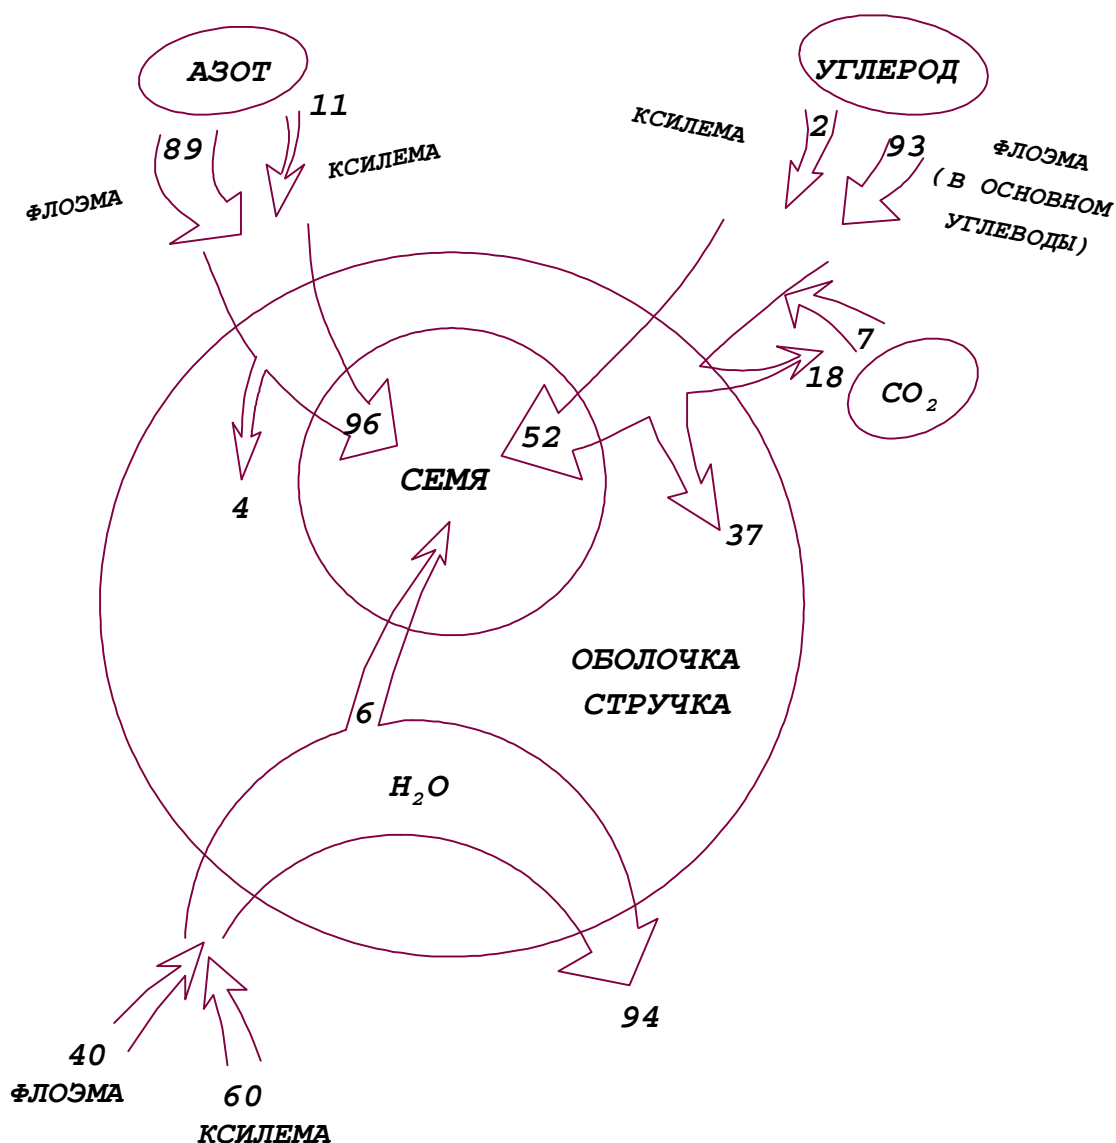 АЗОТ
УГЛЕРОД
11
КСИЛЕМА
2
89
КСИЛЕМА
93
ФЛОЭМА
(В ОСНОВНОМ
УГЛЕВОДЫ)
ФЛОЭМА
7
18
CO₂
96
52
СЕМЯ
4
37
ОБОЛОЧКА
СТРУЧКА
6
H₂O
94
40
ФЛОЭМА
60
КСИЛЕМА